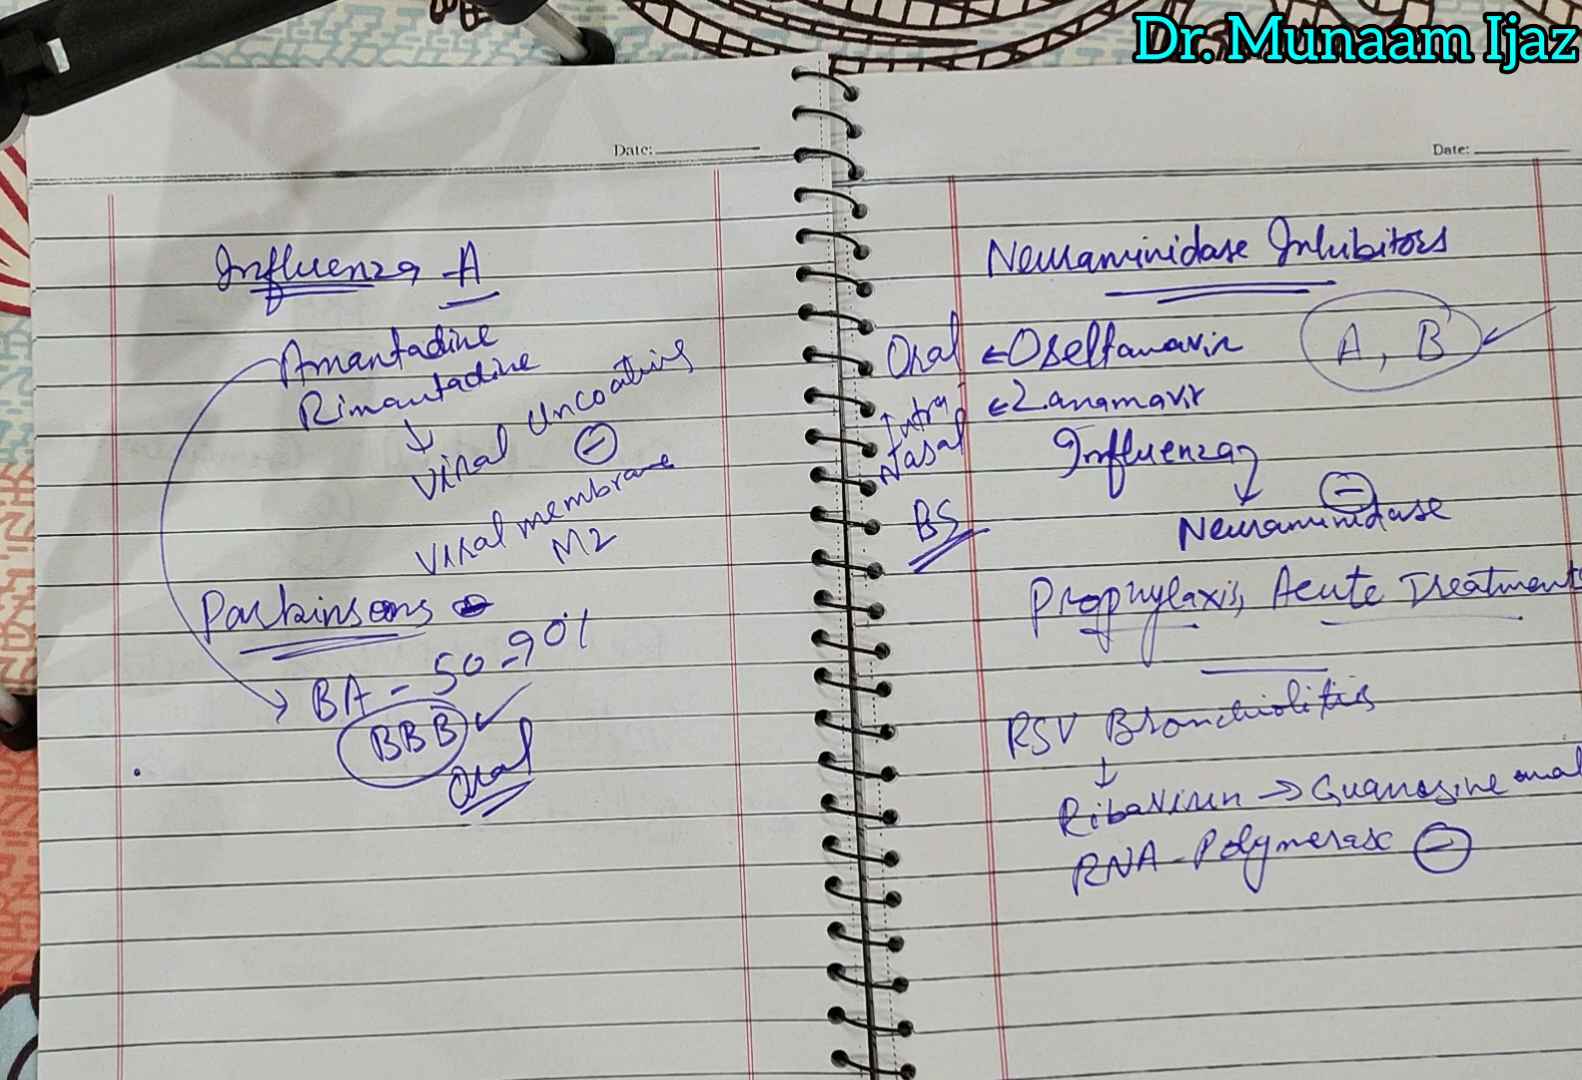 Dr. Munaam Ijaz
Date:
Influenza A
Amantadine
Rimantadine
↓
Viral Uncoating
⊖
Viral membrane
M2
Parkinsons
BA - 50-90%
BBB ✓
Oral
Date:
Neuraminidase Inhibitors
Oral ← Oseltamavir A, B
Intra Nasal ← Zanamavir
Influenza
BS
↓ ⊖
Neuraminidase
Prophylaxis, Acute Treatment
RSV Bronchiolitis
↓
Ribavirin → Guanosine anal
RNA-Polymerase ⊖